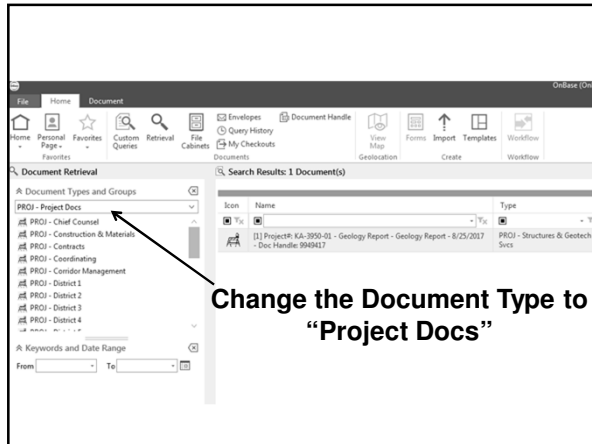 OnBase (On
File Home Document
Home Personal Page Favorites Custom Queries Retrieval File Cabinets
Envelopes Document Handle
Query History
My Checkouts
View Map Forms Import Templates Workflow
Favorites Documents Geolocation Create Workflow
Document Retrieval
Search Results: 1 Document(s)
Document Types and Groups
PROJ - Project Docs
PROJ - Chief Counsel
PROJ - Construction & Materials
PROJ - Contracts
PROJ - Coordinating
PROJ - Corridor Management
PROJ - District 1
PROJ - District 2
PROJ - District 3
PROJ - District 4
Icon Name Type
[1] Project#: KA-3950-01 - Geology Report - Geology Report - 8/25/2017
- Doc Handle: 9949417
PROJ - Structures & Geotech
Svcs
Change the Document Type to
“Project Docs”
Keywords and Date Range
From To